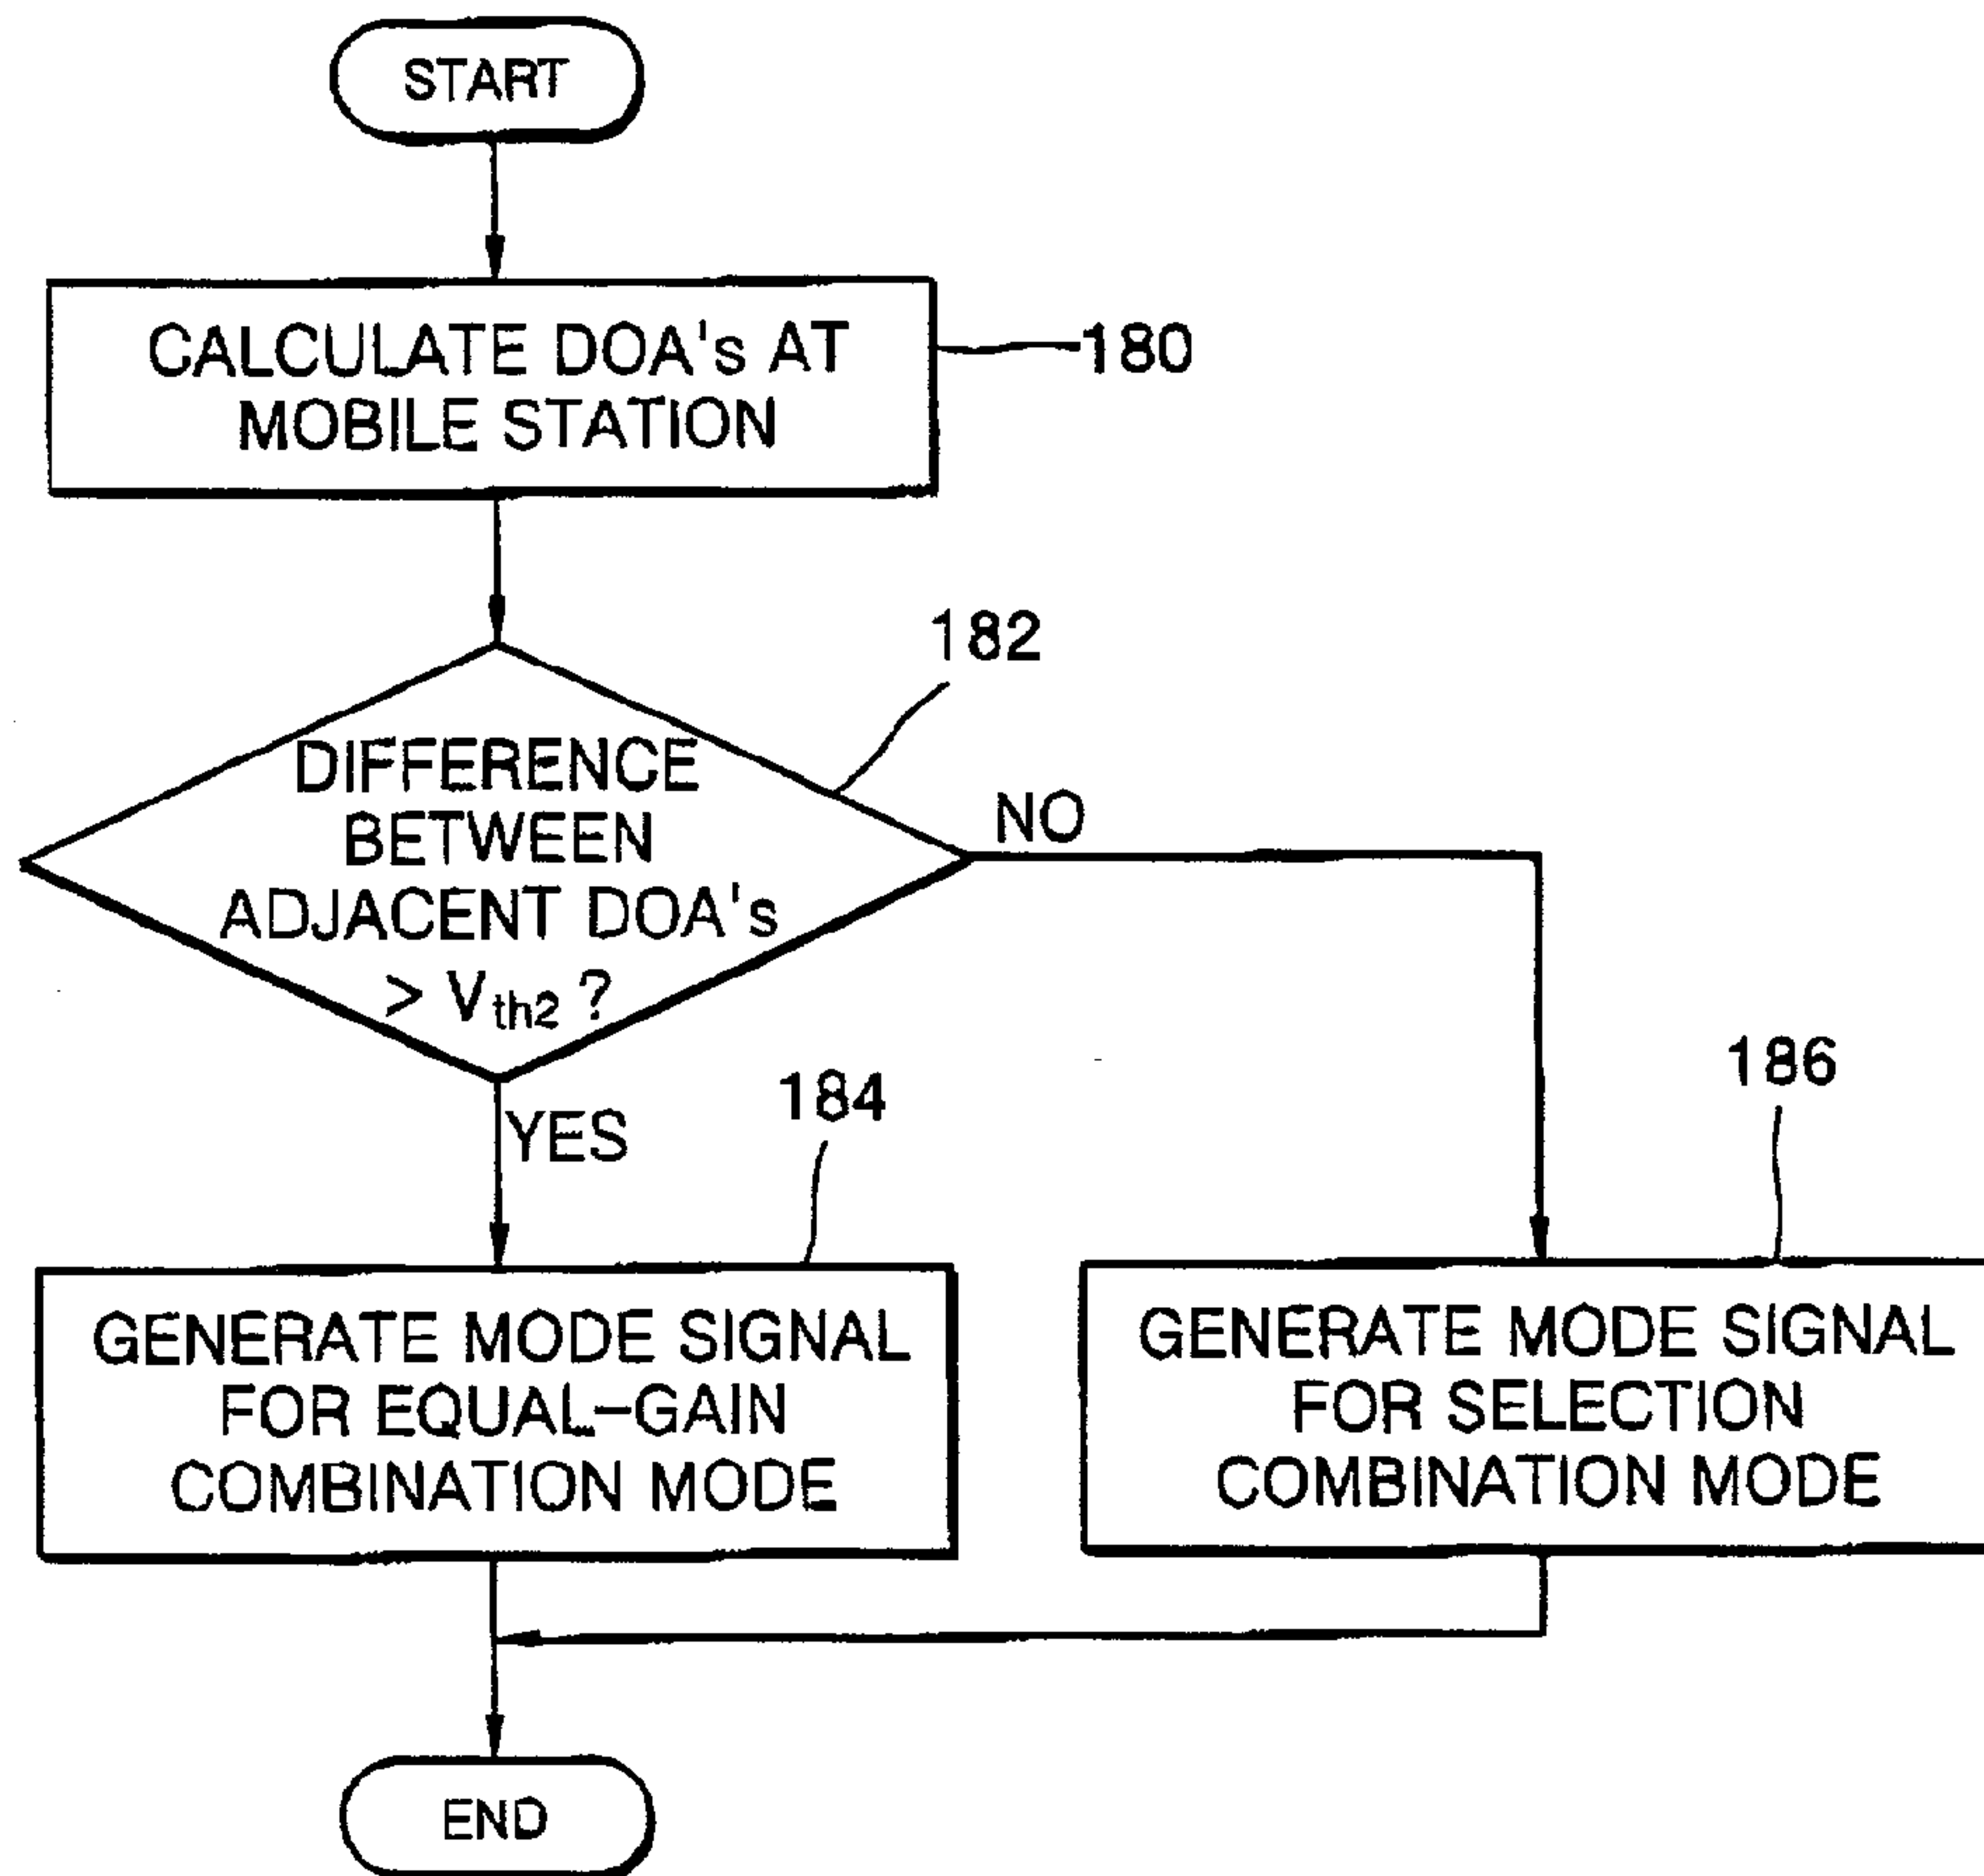 START
CALCULATE DOA's AT
MOBILE STATION
180
182
DIFFERENCE
BETWEEN
ADJACENT DOA's
> Vth2 ?
NO
YES
184
186
GENERATE MODE SIGNAL
FOR EQUAL-GAIN
COMBINATION MODE
GENERATE MODE SIGNAL
FOR SELECTION
COMBINATION MODE
END